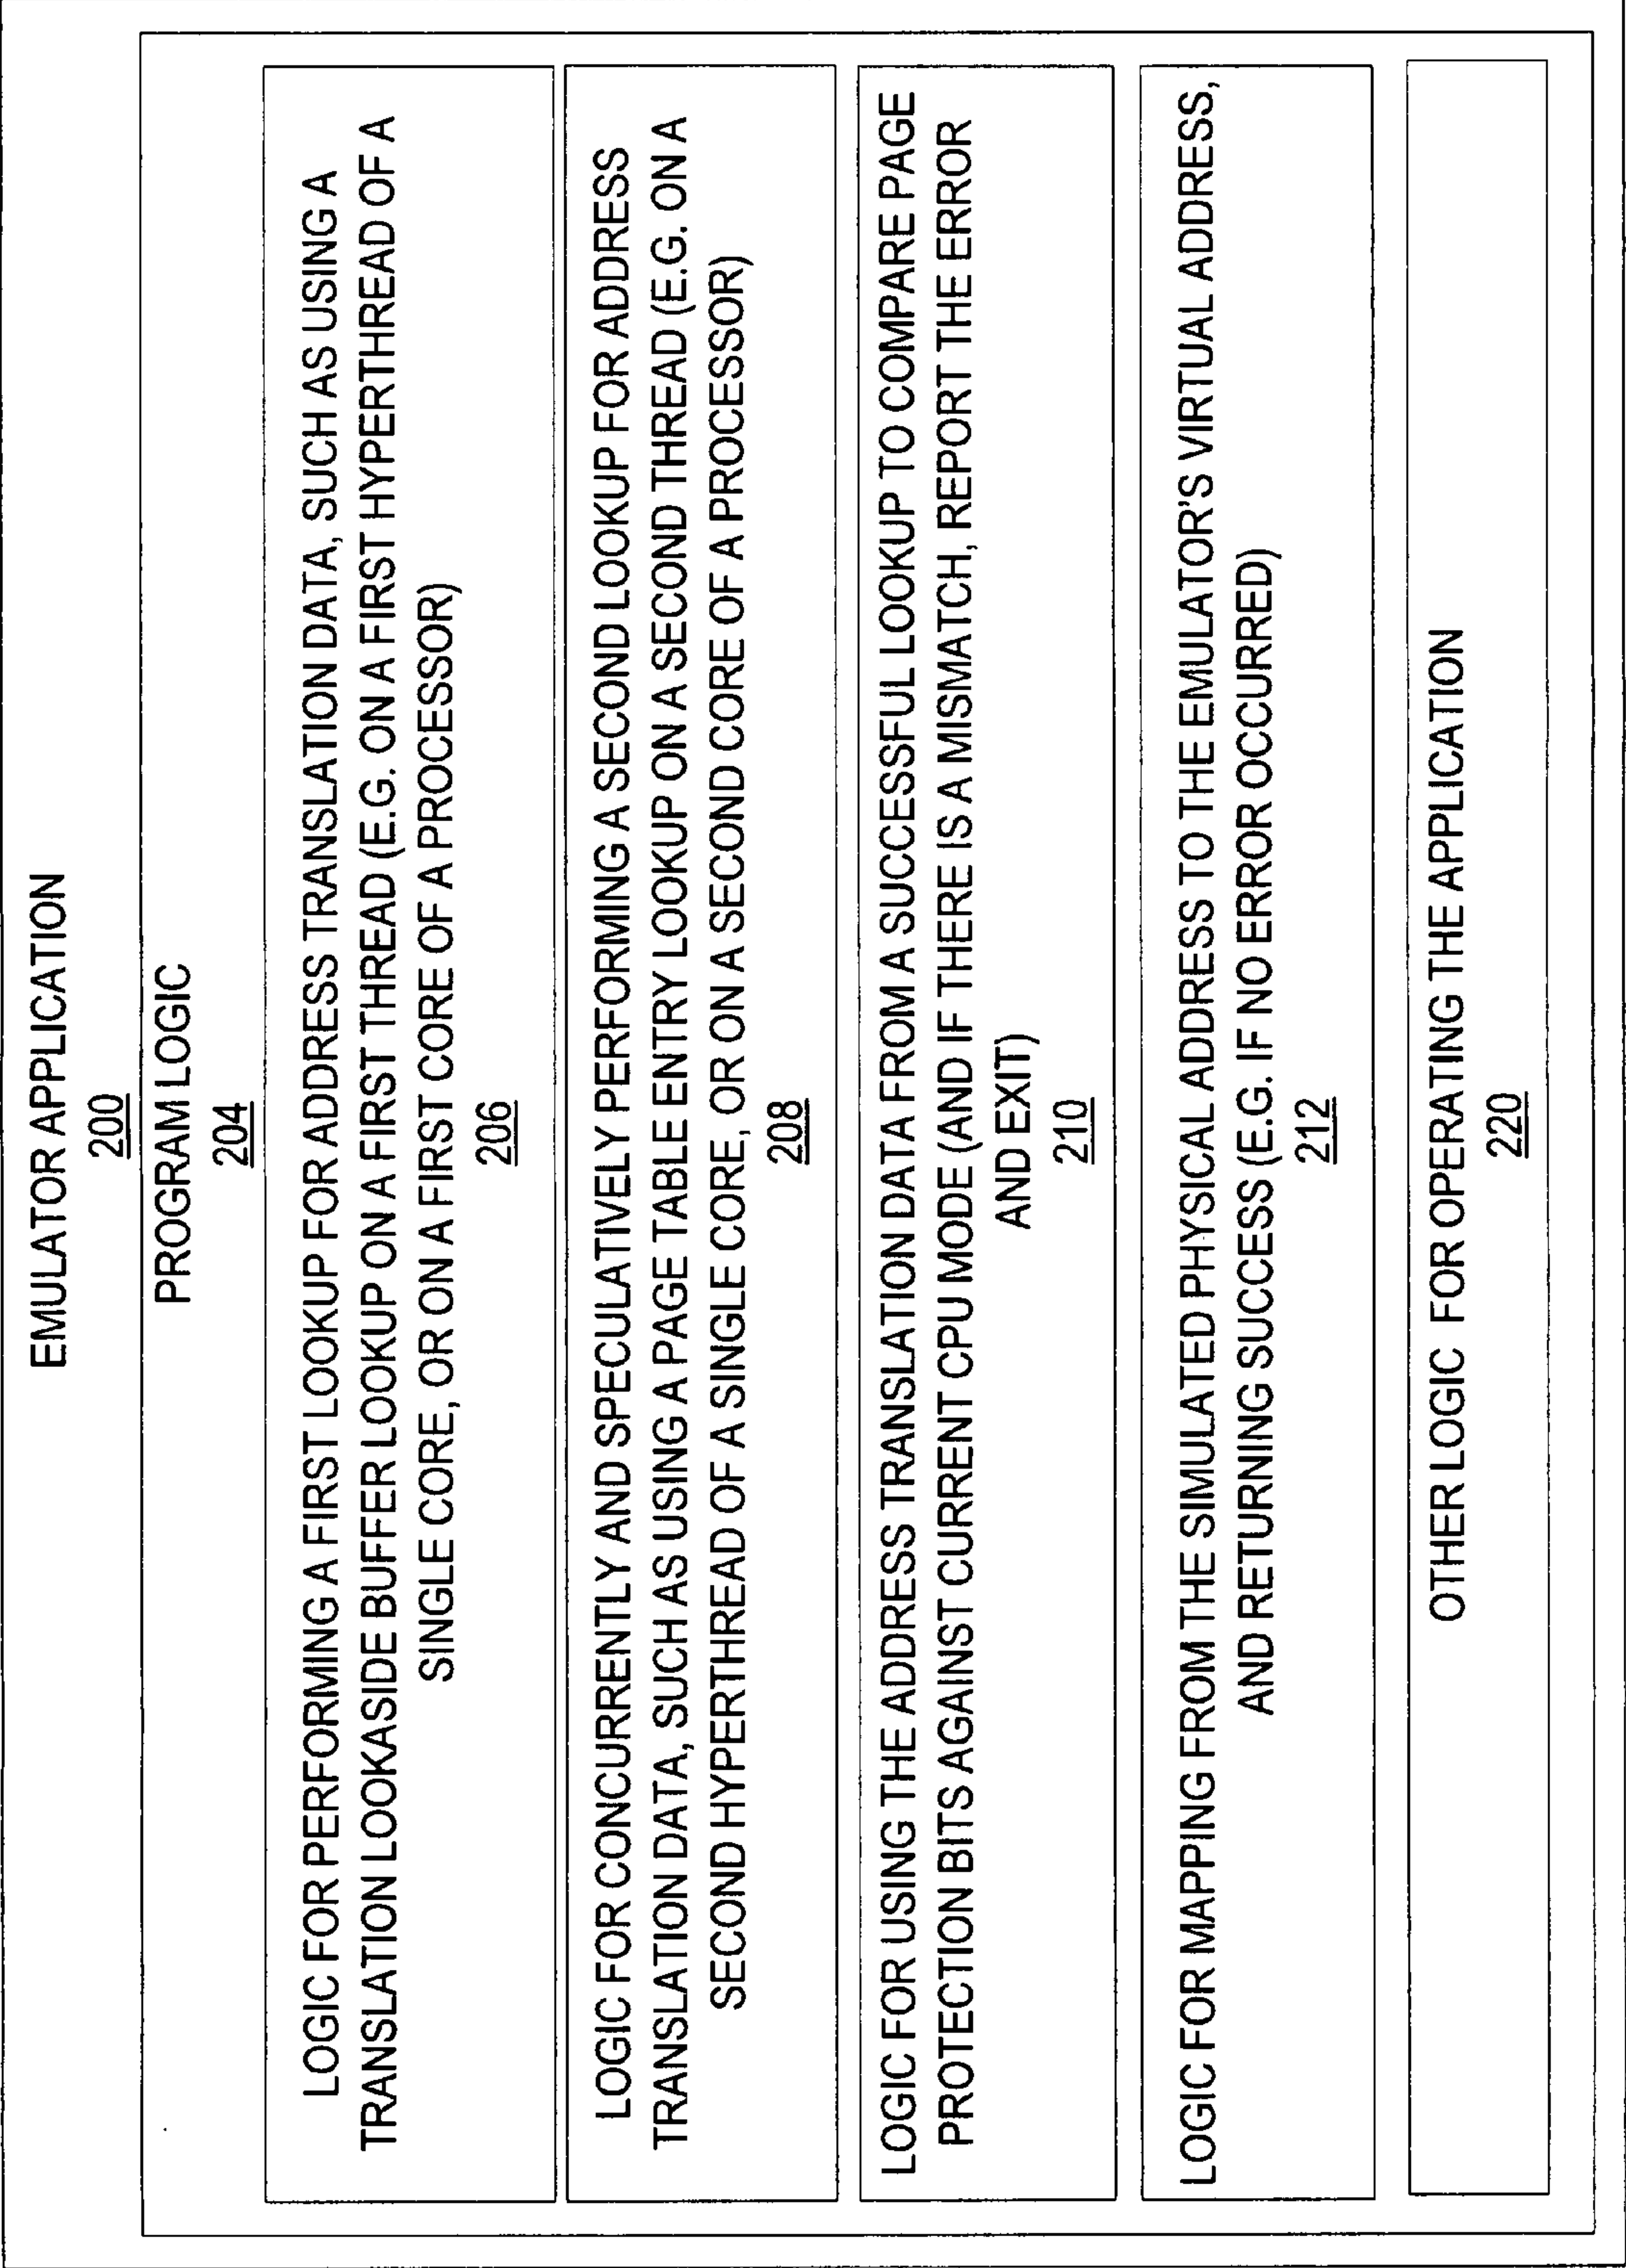 EMULATOR APPLICATION
200
PROGRAM LOGIC
204
LOGIC FOR PERFORMING A FIRST LOOKUP FOR ADDRESS TRANSLATION DATA, SUCH AS USING A
TRANSLATION LOOKASIDE BUFFER LOOKUP ON A FIRST THREAD (E.G. ON A FIRST HYPERTHREAD OF A
SINGLE CORE, OR ON A FIRST CORE OF A PROCESSOR)
206
LOGIC FOR CONCURRENTLY AND SPECULATIVELY PERFORMING A SECOND LOOKUP FOR ADDRESS
TRANSLATION DATA, SUCH AS USING A PAGE TABLE ENTRY LOOKUP ON A SECOND THREAD (E.G. ON A
SECOND HYPERTHREAD OF A SINGLE CORE, OR ON A SECOND CORE OF A PROCESSOR)
208
LOGIC FOR USING THE ADDRESS TRANSLATION DATA FROM A SUCCESSFUL LOOKUP TO COMPARE PAGE
PROTECTION BITS AGAINST CURRENT CPU MODE (AND IF THERE IS A MISMATCH, REPORT THE ERROR
AND EXIT)
210
LOGIC FOR MAPPING FROM THE SIMULATED PHYSICAL ADDRESS TO THE EMULATOR'S VIRTUAL ADDRESS,
AND RETURNING SUCCESS (E.G. IF NO ERROR OCCURRED)
212
OTHER LOGIC FOR OPERATING THE APPLICATION
220